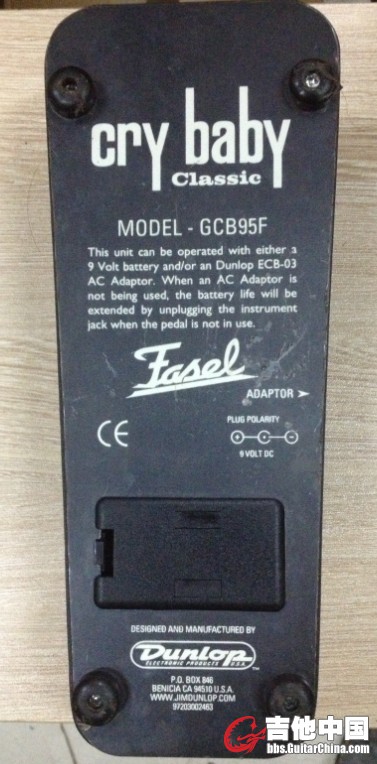 cry baby
Classic
MODEL - GCB95F
This unit can be operated with either a
9 Volt battery and/or an Dunlop ECB-03
AC Adaptor. When an AC Adaptor is
not being used, the battery life will be
extended by unplugging the instrument
jack when the pedal is not in use.
Fasel
ADAPTOR >
CE
PLUG POLARITY
9 VOLT DC
DESIGNED AND MANUFACTURED BY
Dunlop
ELECTRONIC PRODUCTS U.S.A.
TM
P.O. BOX 846
BENICIA CA 94510 U.S.A.
WWW.JIMDUNLOP.COM
97203002463
吉他中国
bbs.GuitarChina.com